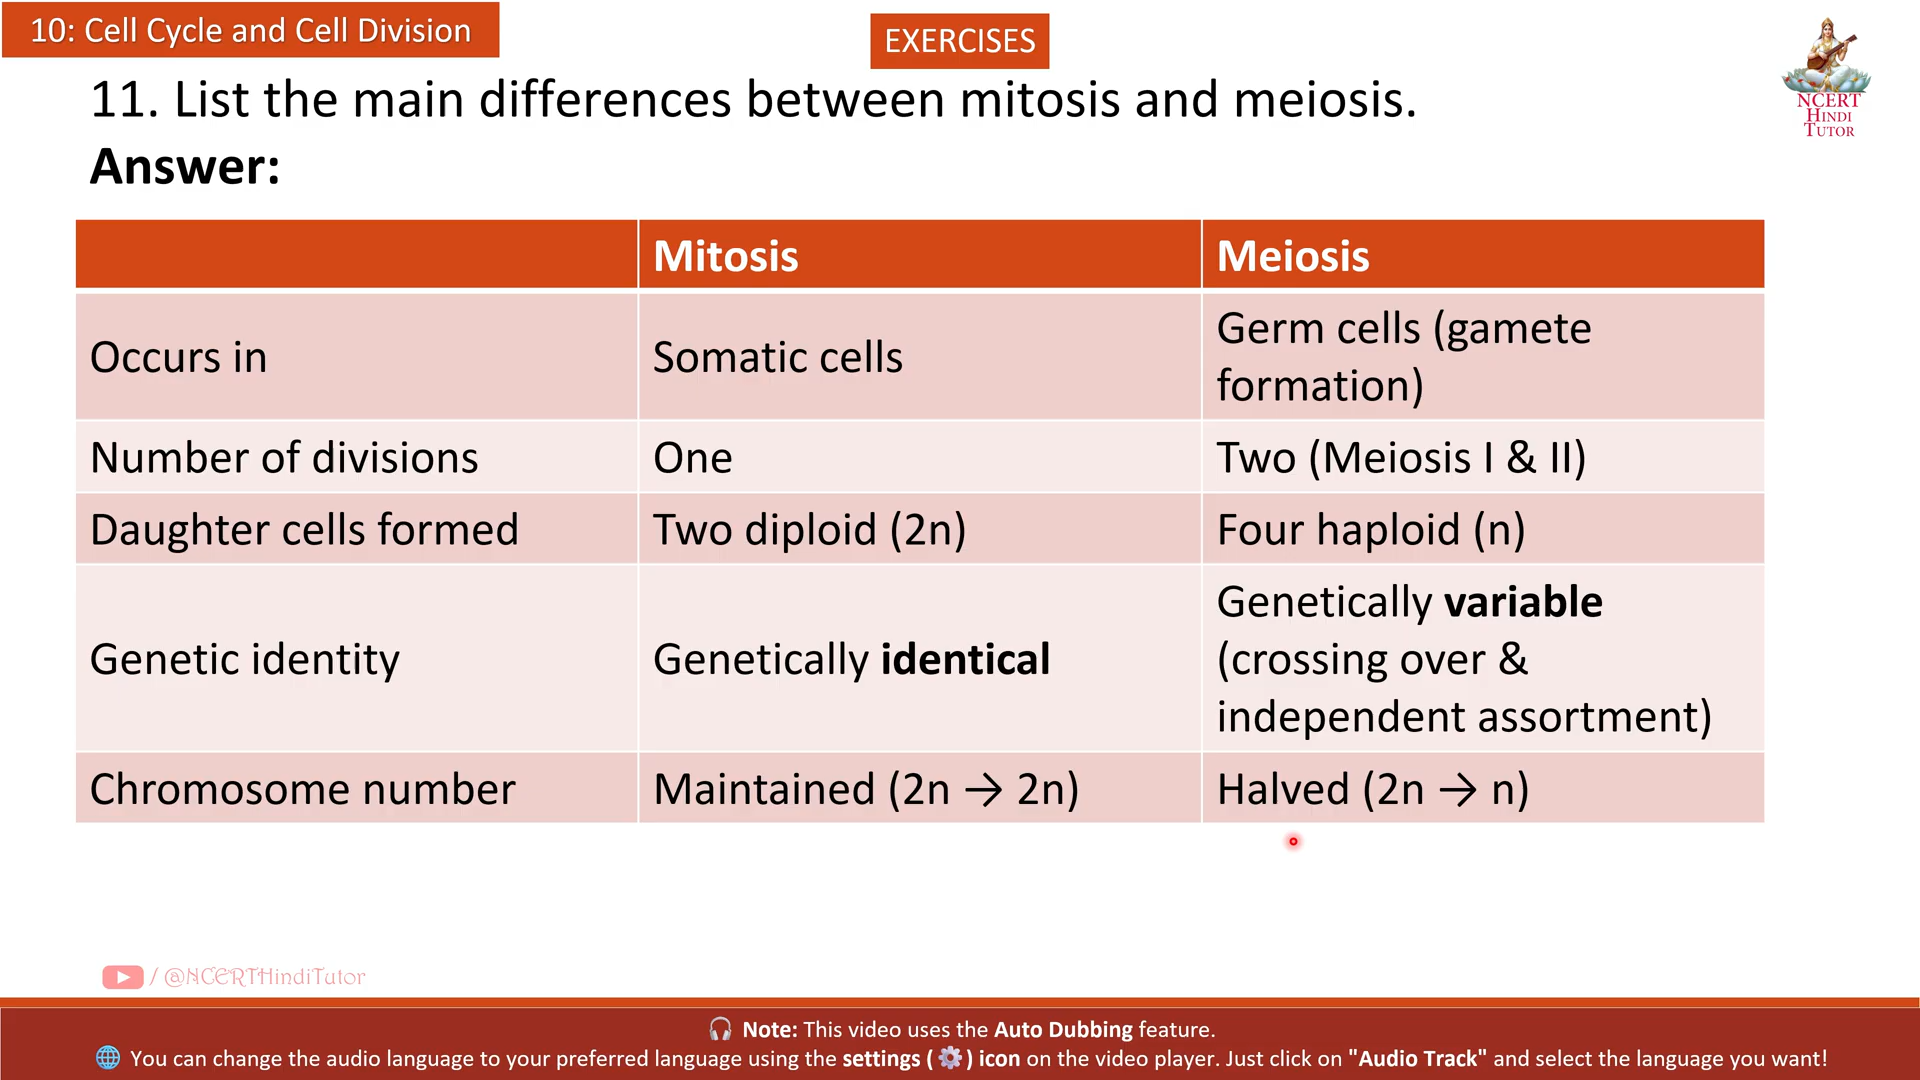 10: Cell Cycle and Cell Division
EXERCISES
NCERT
HINDI
TUTOR
11. List the main differences between mitosis and meiosis.
Answer:
Mitosis
Meiosis
Occurs in
Somatic cells
Germ cells (gamete
formation)
Number of divisions
One
Two (Meiosis I & II)
Daughter cells formed
Two diploid (2n)
Four haploid (n)
Genetic identity
Genetically identical
Genetically variable
(crossing over &
independent assortment)
Chromosome number
Maintained (2n → 2n)
Halved (2n → n)
/ @NCERTHindiTutor
🎧 Note: This video uses the Auto Dubbing feature.
🌐 You can change the audio language to your preferred language using the settings ( ⚙️ ) icon on the video player. Just click on "Audio Track" and select the language you want!